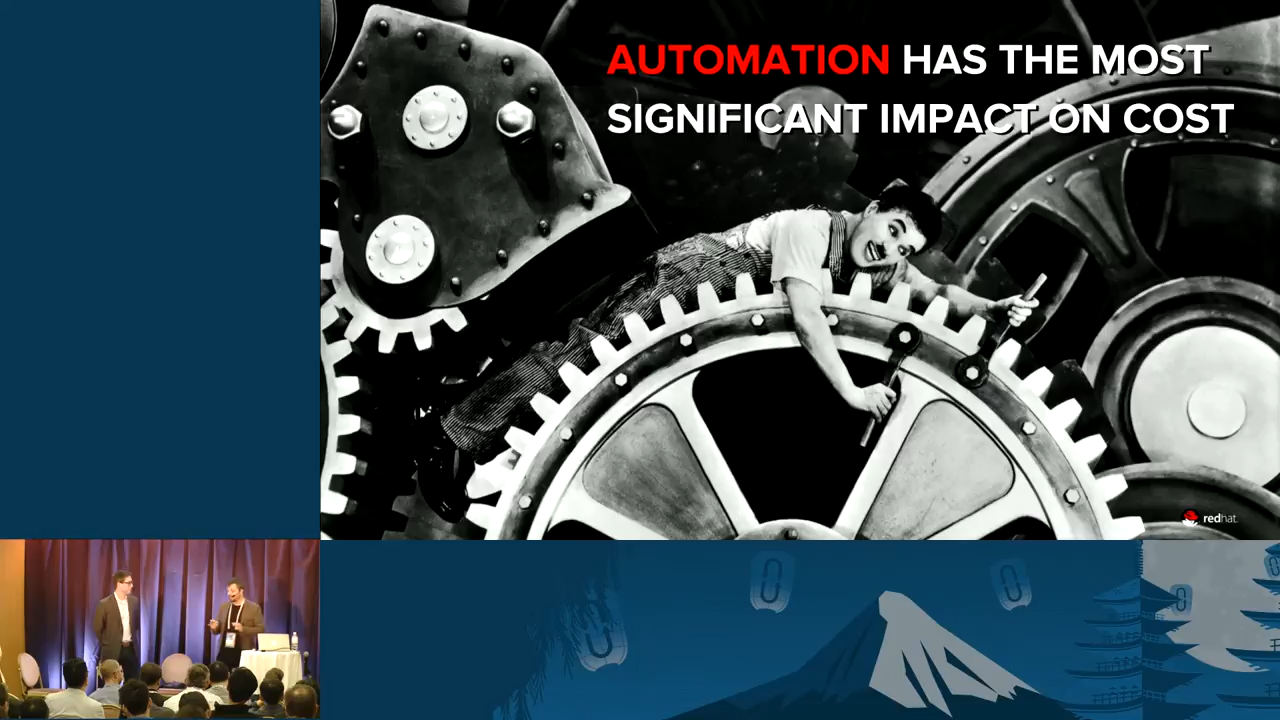 AUTOMATION HAS THE MOST
SIGNIFICANT IMPACT ON COST
redhat.